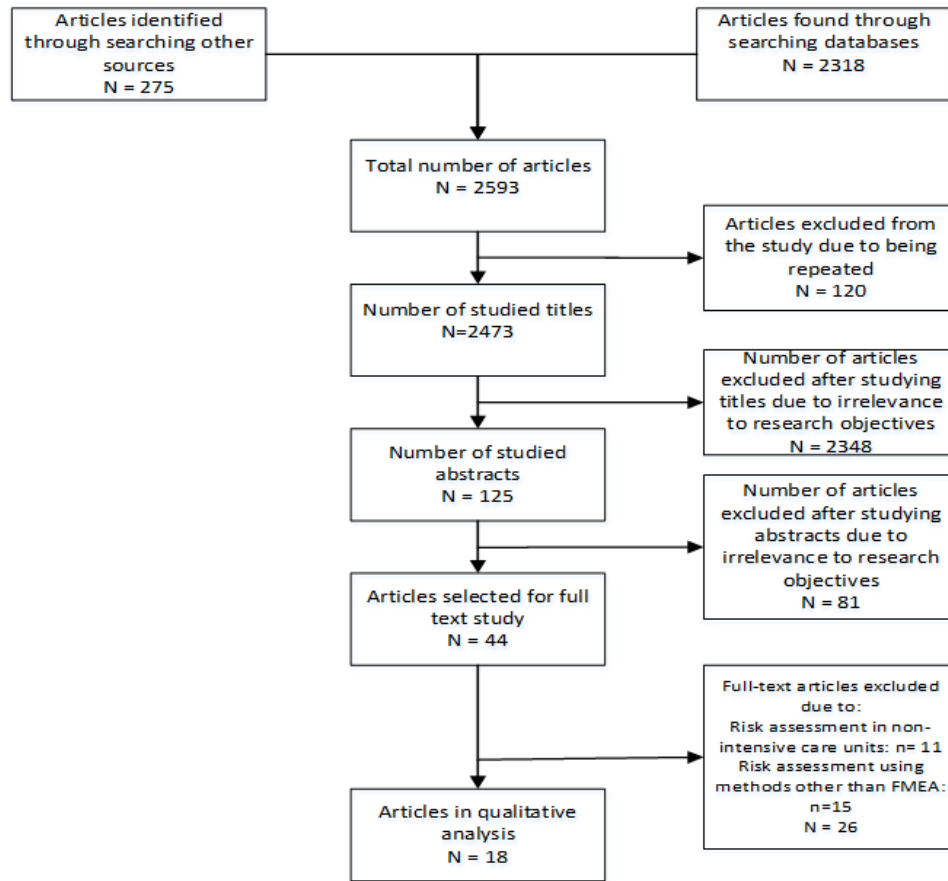 Articles identified
through searching other
sources
N = 275
Articles found through
searching databases
N = 2318
Total number of articles
N = 2593
Articles excluded from
the study due to being
repeated
N = 120
Number of studied titles
N=2473
Number of articles
excluded after studying
titles due to irrelevance
to research objectives
N = 2348
Number of studied
abstracts
N = 125
Number of articles
excluded after studying
abstracts due to
irrelevance to research
objectives
N = 81
Articles selected for full
text study
N = 44
Full-text articles excluded
due to:
Risk assessment in non-
intensive care units: n= 11
Risk assessment using
methods other than FMEA:
n=15
N = 26
Articles in qualitative
analysis
N = 18